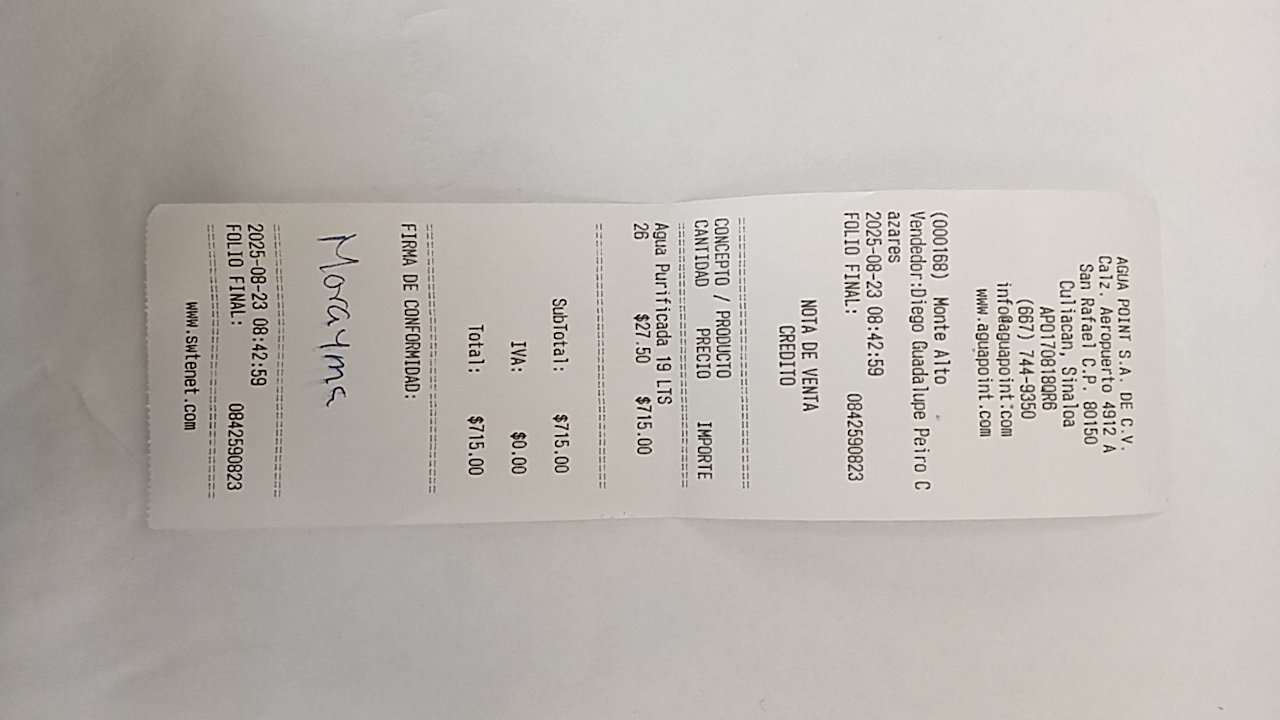 AGUA POINT S.A. DE C.V.
Calz. Aeropuerto 4912 A
San Rafael C.P. 80150
Culiacan, Sinaloa
APO170818QR6
(667) 744-9350
info@aguapoint.com
www.aguapoint.com
(000168) Monte Alto
Vendedor:Diego Guadalupe Peiro C
azares
2025-08-23 08:42:59
FOLIO FINAL: 0842590823
NOTA DE VENTA
CREDITO
CONCEPTO / PRODUCTO
CANTIDAD PRECIO IMPORTE
Agua Purificada 19 LTS
26 $27.50 $715.00
SubTotal: $715.00
IVA: $0.00
Total: $715.00
FIRMA DE CONFORMIDAD:
Morayma
2025-08-23 08:42:59
FOLIO FINAL: 0842590823
www.swtenet.com